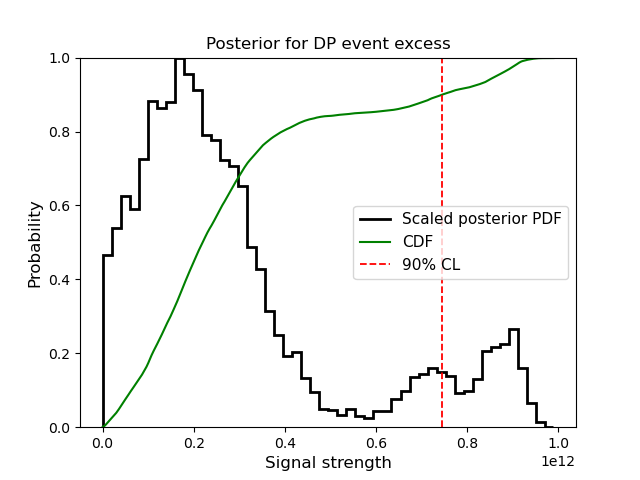 Posterior for DP event excess
1.0
0.8
0.6
0.4
0.2
0.0
Probability
Scaled posterior PDF
CDF
90% CL
0.0 0.2 0.4 0.6 0.8 1.0
1e12
Signal strength